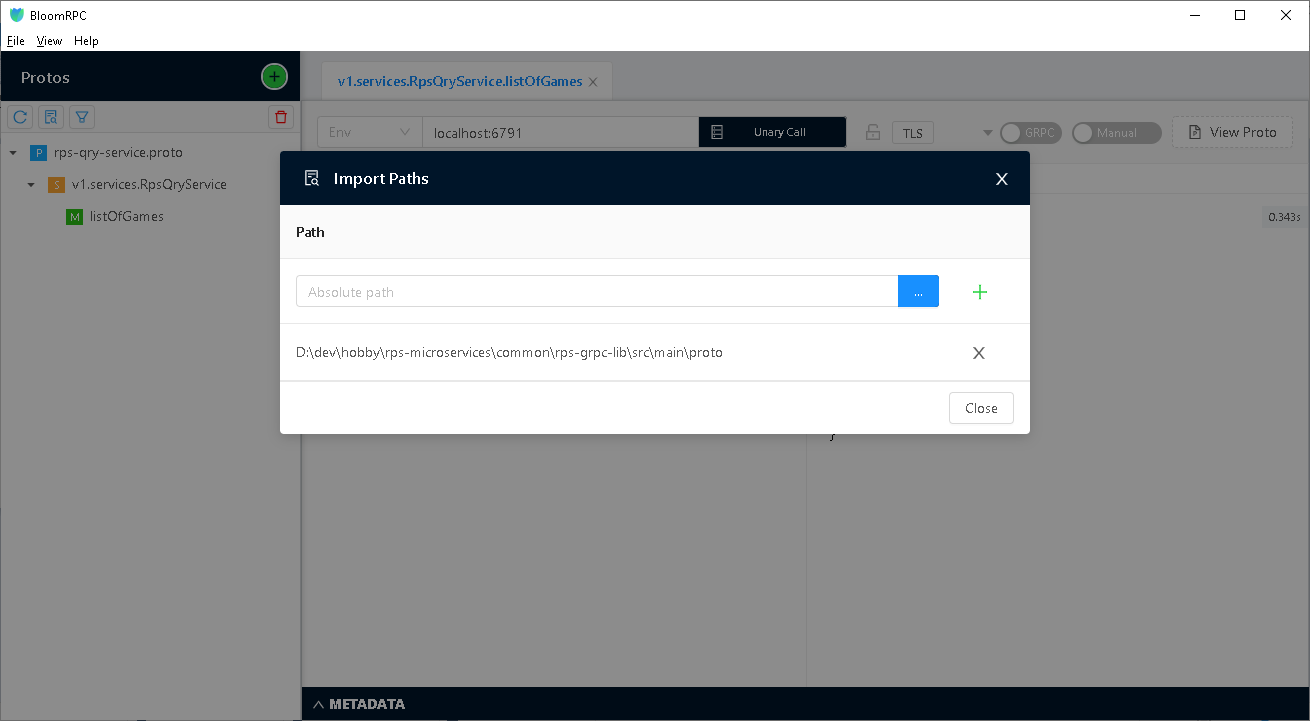 BloomRPC
File View Help
Protos
v1.services.RpsQryService.listOfGames
Env
localhost:6791
Unary Call
TLS
GRPC
Manual
View Proto
P rps-qry-service.proto
S v1.services.RpsQryService
M listOfGames
0.343s
Import Paths
X
Path
Absolute path
...
D:\dev\hobby\rps-microservices\common\rps-grpc-lib\src\main\proto
X
Close
}
METADATA